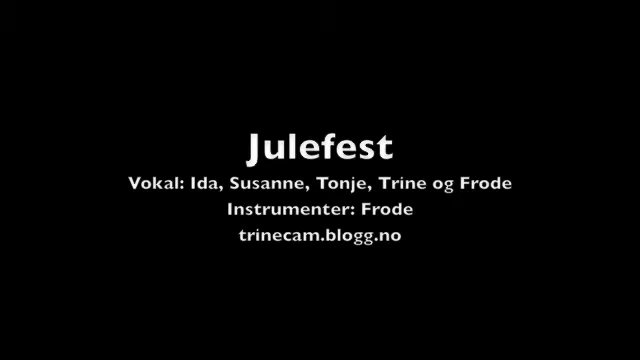 Julefest
Vokal: Ida, Susanne, Tonje, Trine og Frode
Instrumenter: Frode
trinecam.blogg.no